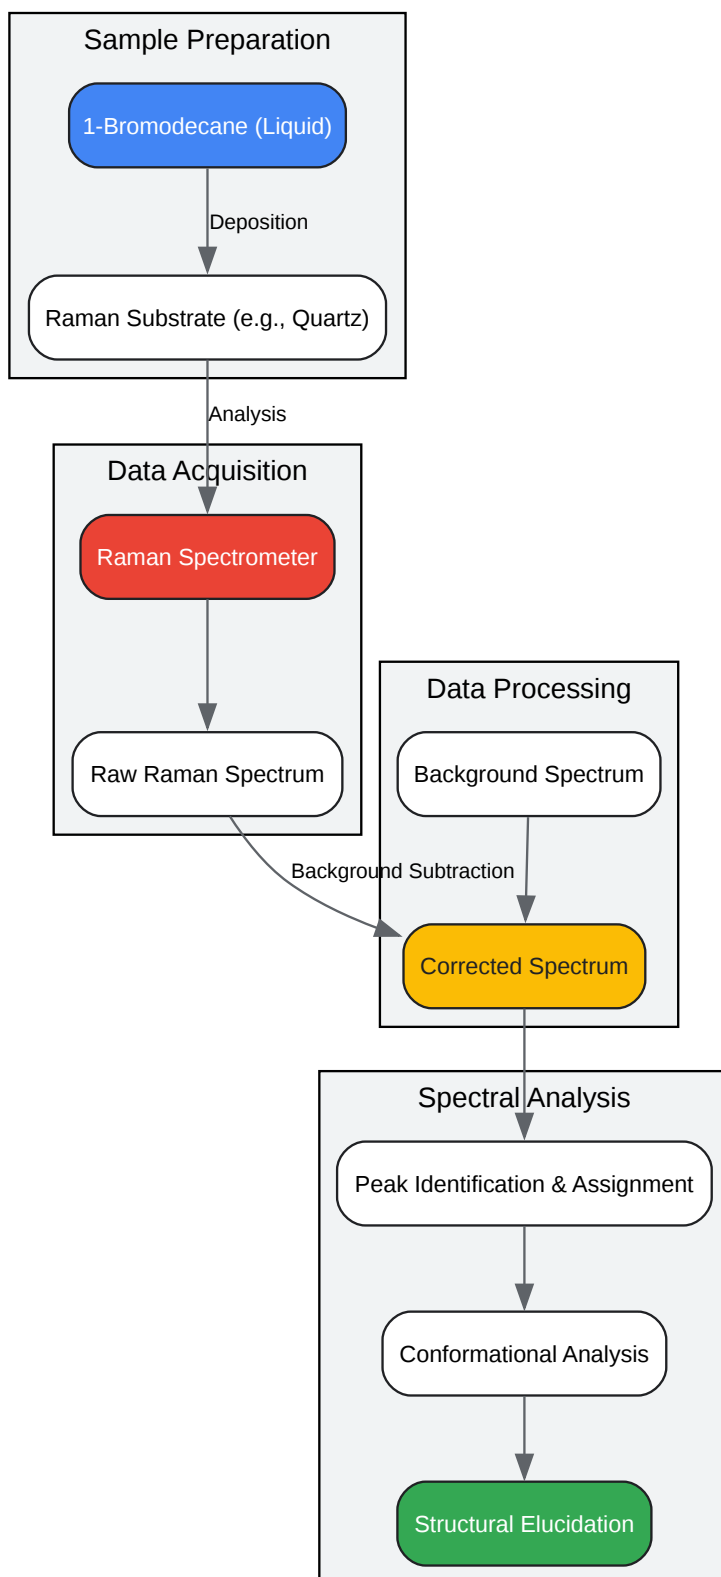 Sample Preparation
1-Bromodecane (Liquid)
Deposition
Raman Substrate (e.g., Quartz)
Analysis
Data Acquisition
Raman Spectrometer
Raw Raman Spectrum
Data Processing
Background Spectrum
Background Subtraction
Corrected Spectrum
Spectral Analysis
Peak Identification & Assignment
Conformational Analysis
Structural Elucidation